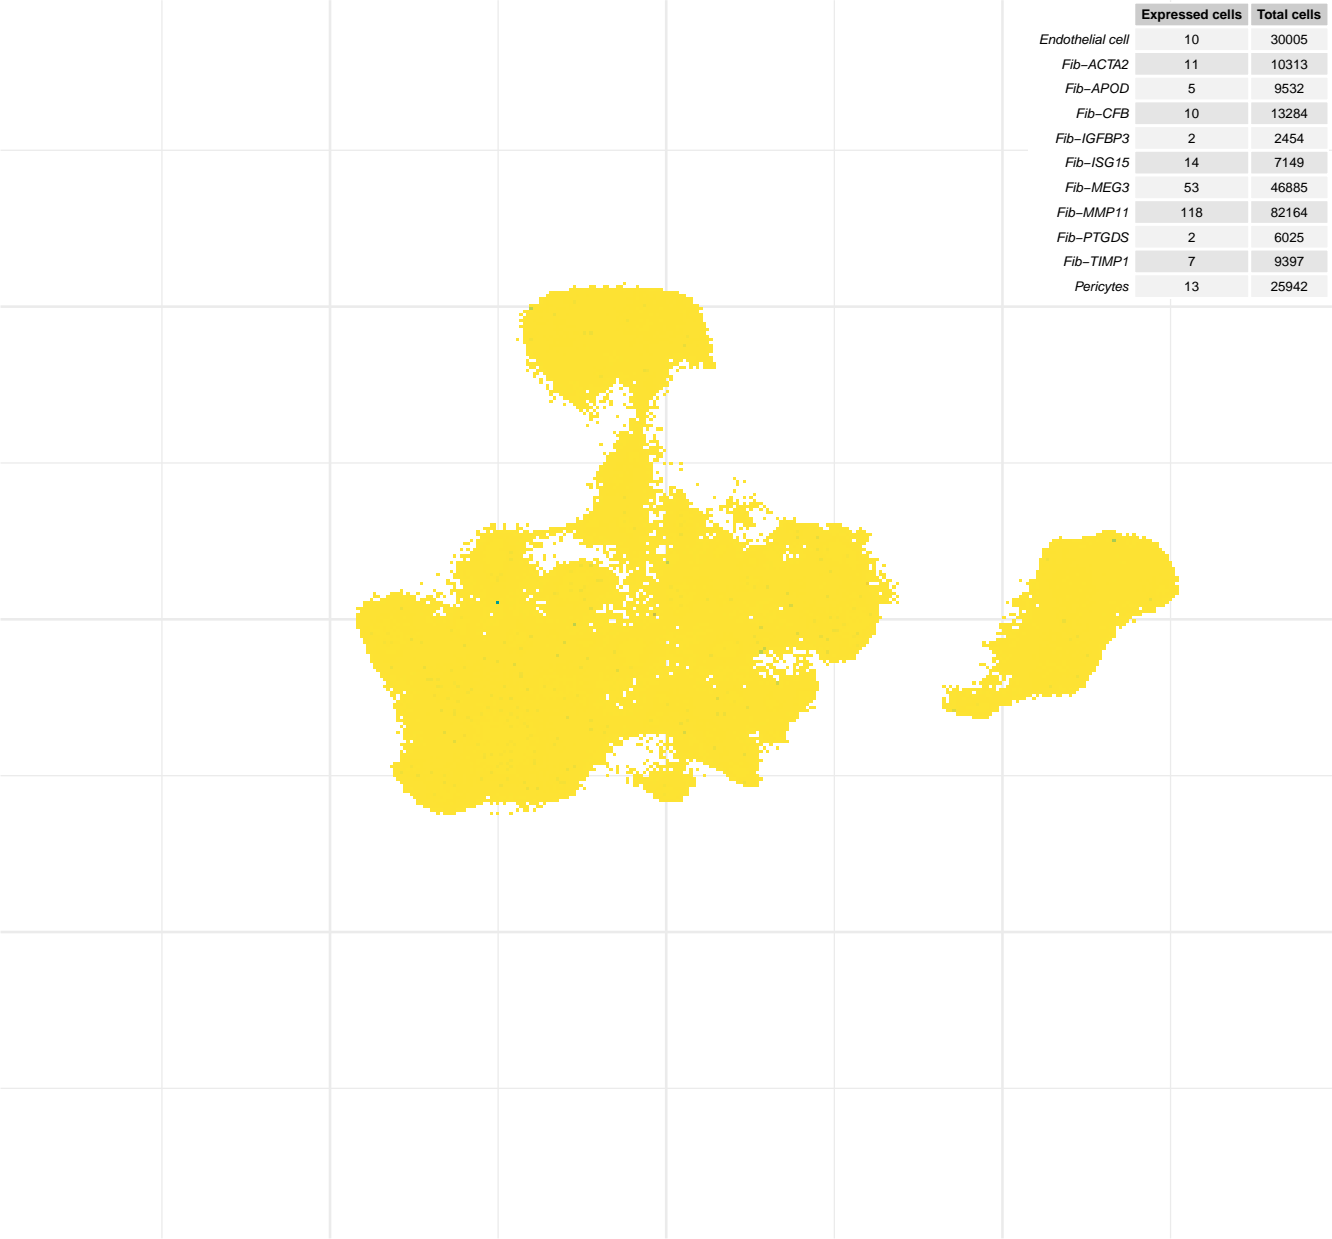 Expressed cells Total cells
Endothelial cell 10 30005
Fib−ACTA2 11 10313
Fib−APOD 5 9532
Fib−CFB 10 13284
Fib−IGFBP3 2 2454
Fib−ISG15 14 7149
Fib−MEG3 53 46885
Fib−MMP11 118 82164
Fib−PTGDS 2 6025
Fib−TIMP1 7 9397
Pericytes 13 25942